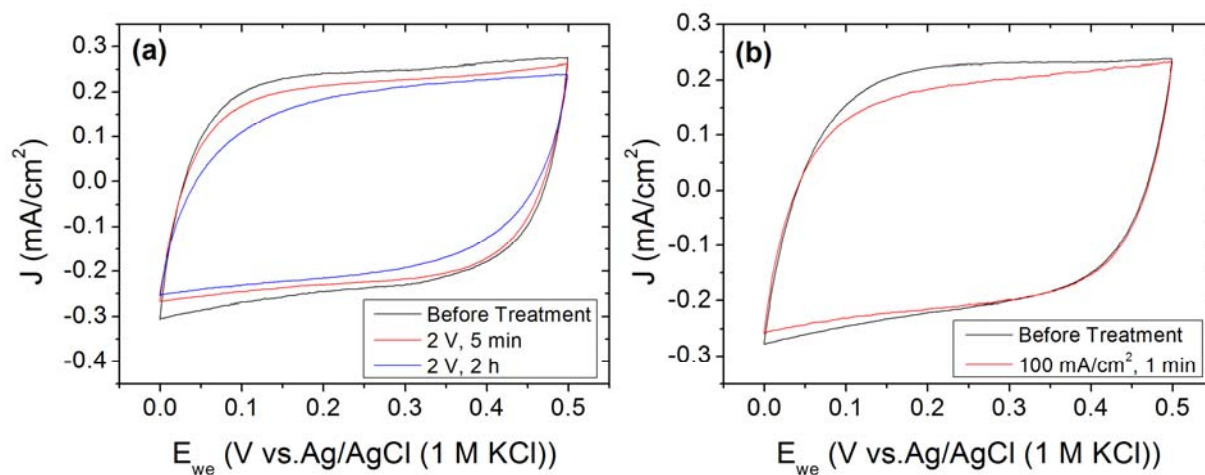 (a)
0.3
0.2
0.1
0.0
-0.1
-0.2
-0.3
-0.4
J (mA/cm²)
Before Treatment
2 V, 5 min
2 V, 2 h
0.0 0.1 0.2 0.3 0.4 0.5
E_we (V vs.Ag/AgCl (1 M KCl))
(b)
0.3
0.2
0.1
0.0
-0.1
-0.2
-0.3
J (mA/cm²)
Before Treatment
100 mA/cm², 1 min
0.0 0.1 0.2 0.3 0.4 0.5
E_we (V vs.Ag/AgCl (1 M KCl))